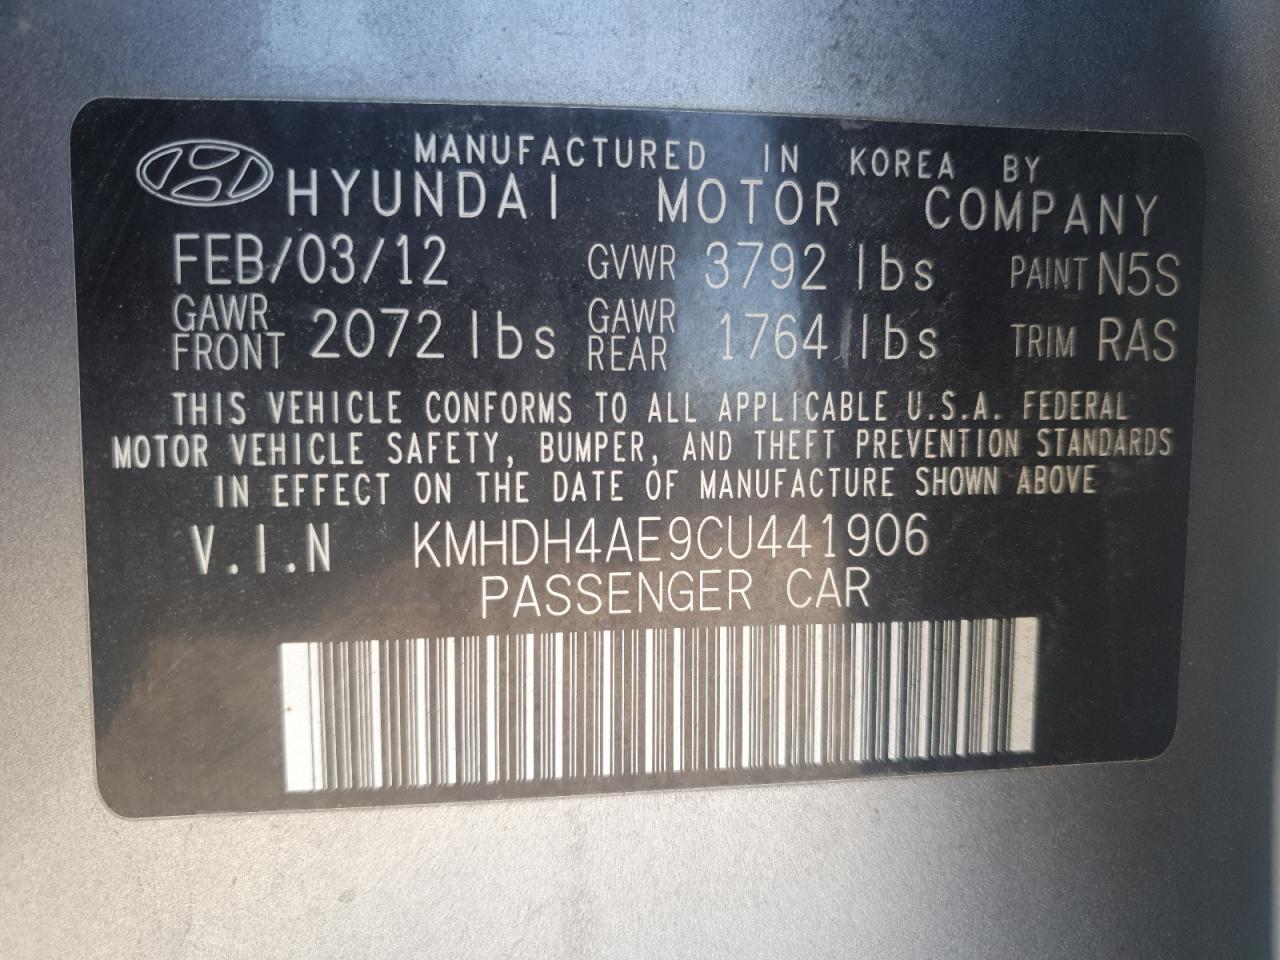 MANUFACTURED IN KOREA BY
HYUNDAI MOTOR COMPANY
FEB/03/12 GVWR 3792 lbs PAINT N5S
GAWR FRONT 2072 lbs GAWR REAR 1764 lbs TRIM RAS
THIS VEHICLE CONFORMS TO ALL APPLICABLE U.S.A. FEDERAL
MOTOR VEHICLE SAFETY, BUMPER, AND THEFT PREVENTION STANDARDS
IN EFFECT ON THE DATE OF MANUFACTURE SHOWN ABOVE
V.I.N KMHDH4AE9CU441906
PASSENGER CAR